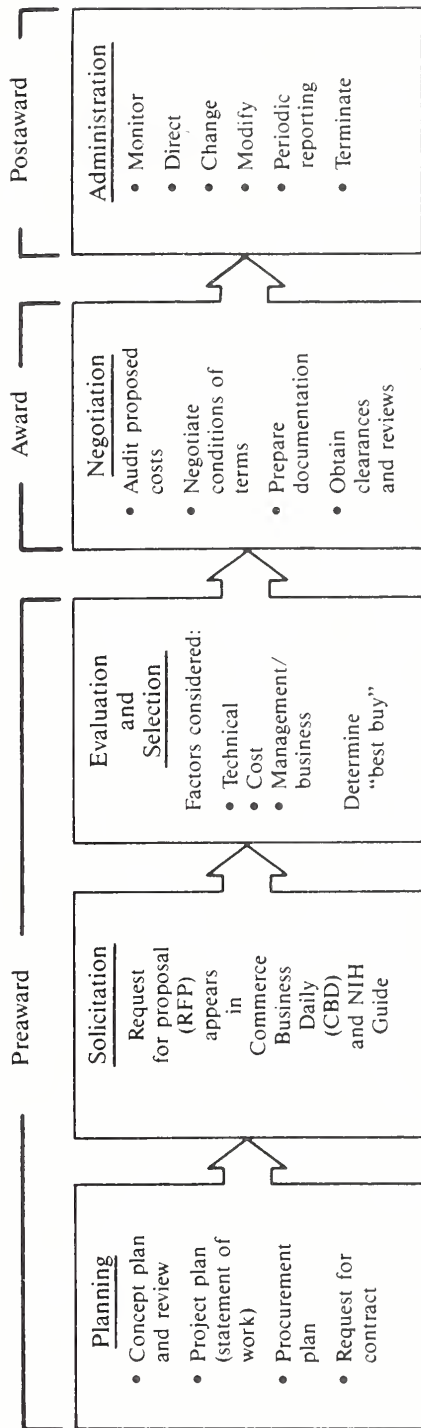 Preaward
Award
Postaward
Planning
• Concept plan
and review
• Project plan
(statement of
work)
• Procurement
plan
• Request for
contract
Solicitation
Request
for proposal
(RFP)
appears
in
Commerce
Business
Daily
(CBD)
and NIH
Guide
Evaluation
and
Selection
Factors considered:
• Technical
• Cost
• Management/
business
Determine
“best buy”
Negotiation
• Audit proposed
costs
• Negotiate
conditions of
terms
• Prepare
documentation
• Obtain
clearances
and reviews
Administration
• Monitor
• Direct
• Change
• Modify
• Periodic
reporting
• Terminate